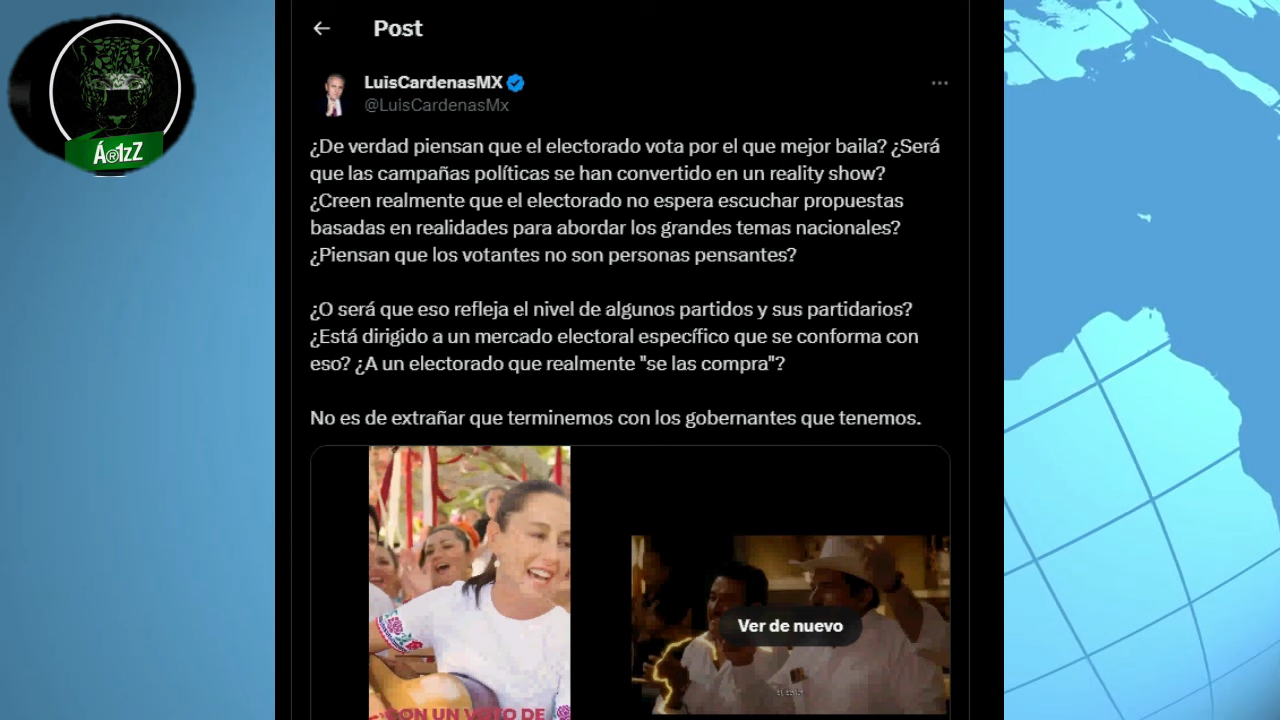 Post
LuisCardenasMX
@LuisCardenasMx
¿De verdad piensan que el electorado vota por el que mejor baila? ¿Será
que las campañas políticas se han convertido en un reality show?
¿Creen realmente que el electorado no espera escuchar propuestas
basadas en realidades para abordar los grandes temas nacionales?
¿Piensan que los votantes no son personas pensantes?
¿O será que eso refleja el nivel de algunos partidos y sus partidarios?
¿Está dirigido a un mercado electoral específico que se conforma con
eso? ¿A un electorado que realmente "se las compra"?
No es de extrañar que terminemos con los gobernantes que tenemos.
Ver de nuevo
CON UN VOTO DE
Á®1zZ